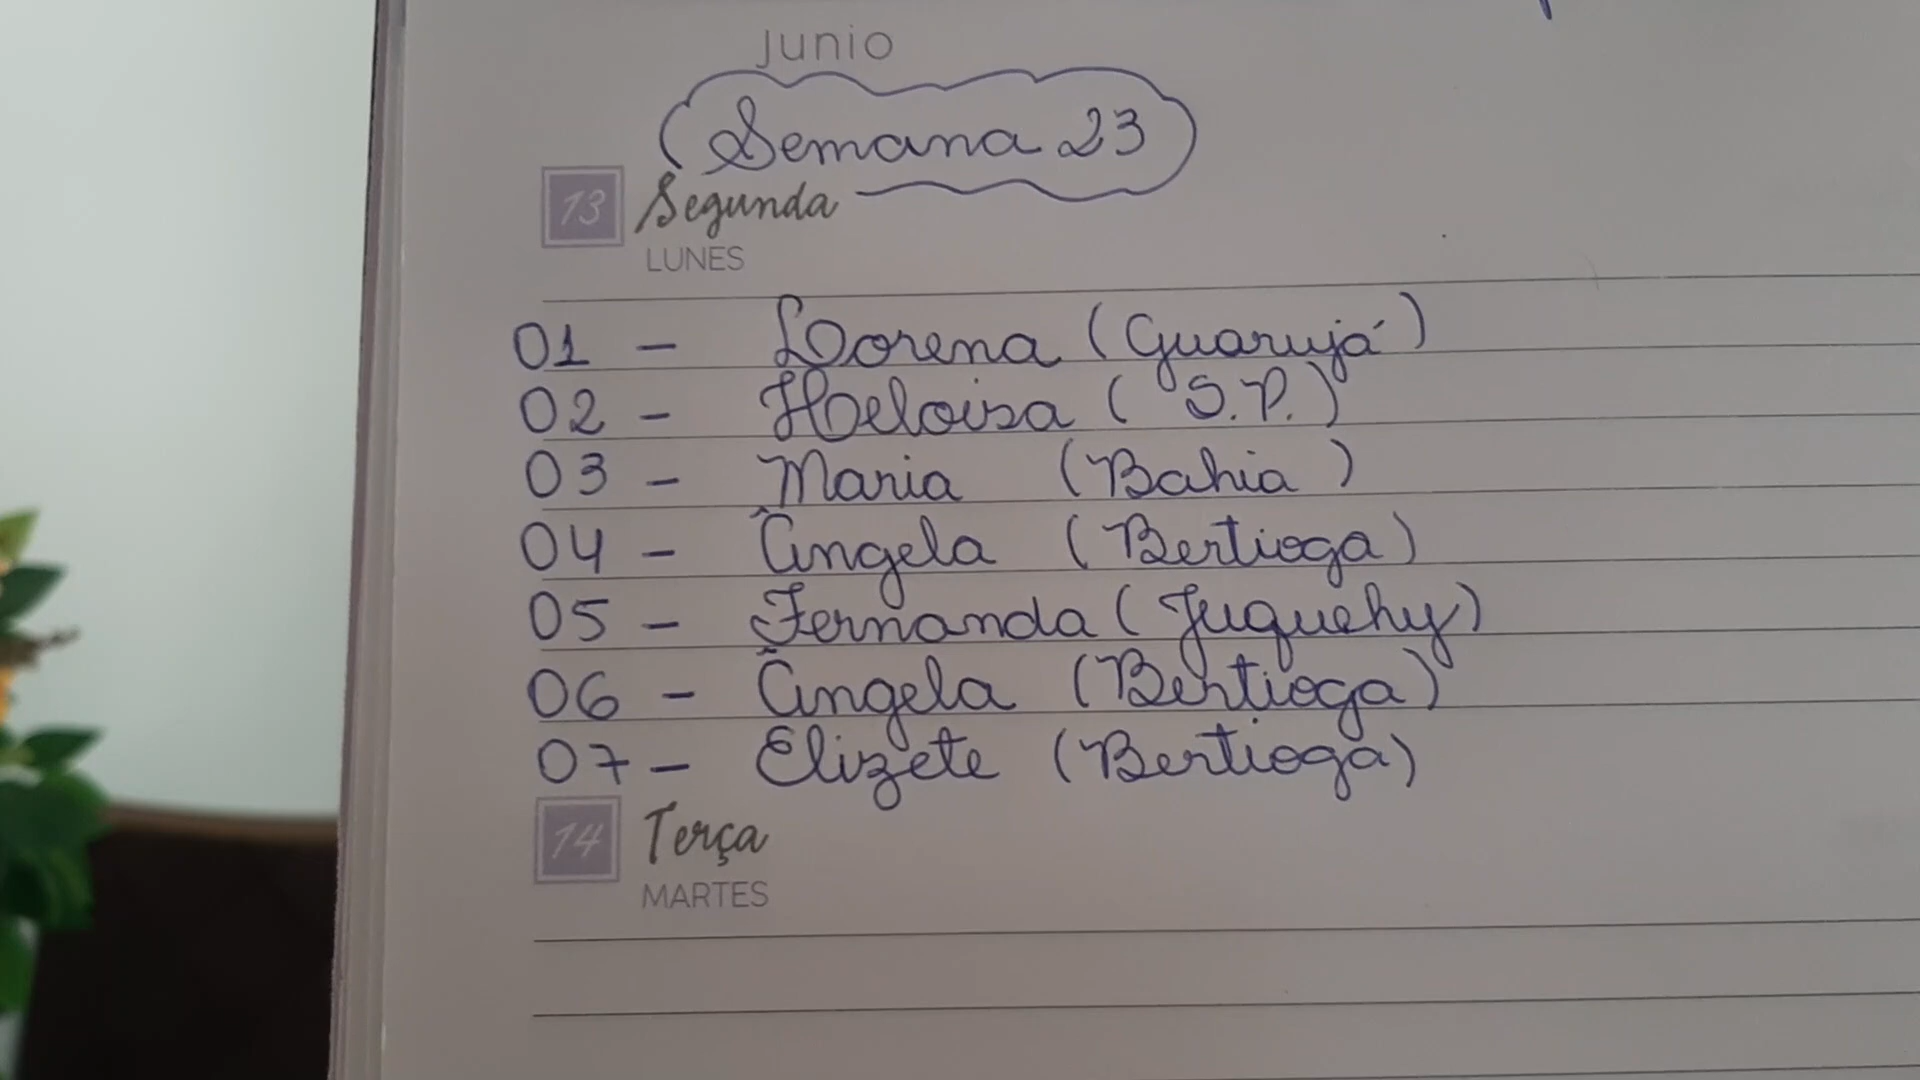 Junio
Semana 23
13 Segunda
LUNES
01 - Lorena (Guarujá)
02 - Heloisa (S.P.)
03 - Maria (Bahia)
04 - Ângela (Bertioga)
05 - Fernanda (Juquehy)
06 - Ângela (Bertioga)
07 - Elizete (Bertioga)
14 Terça
MARTES